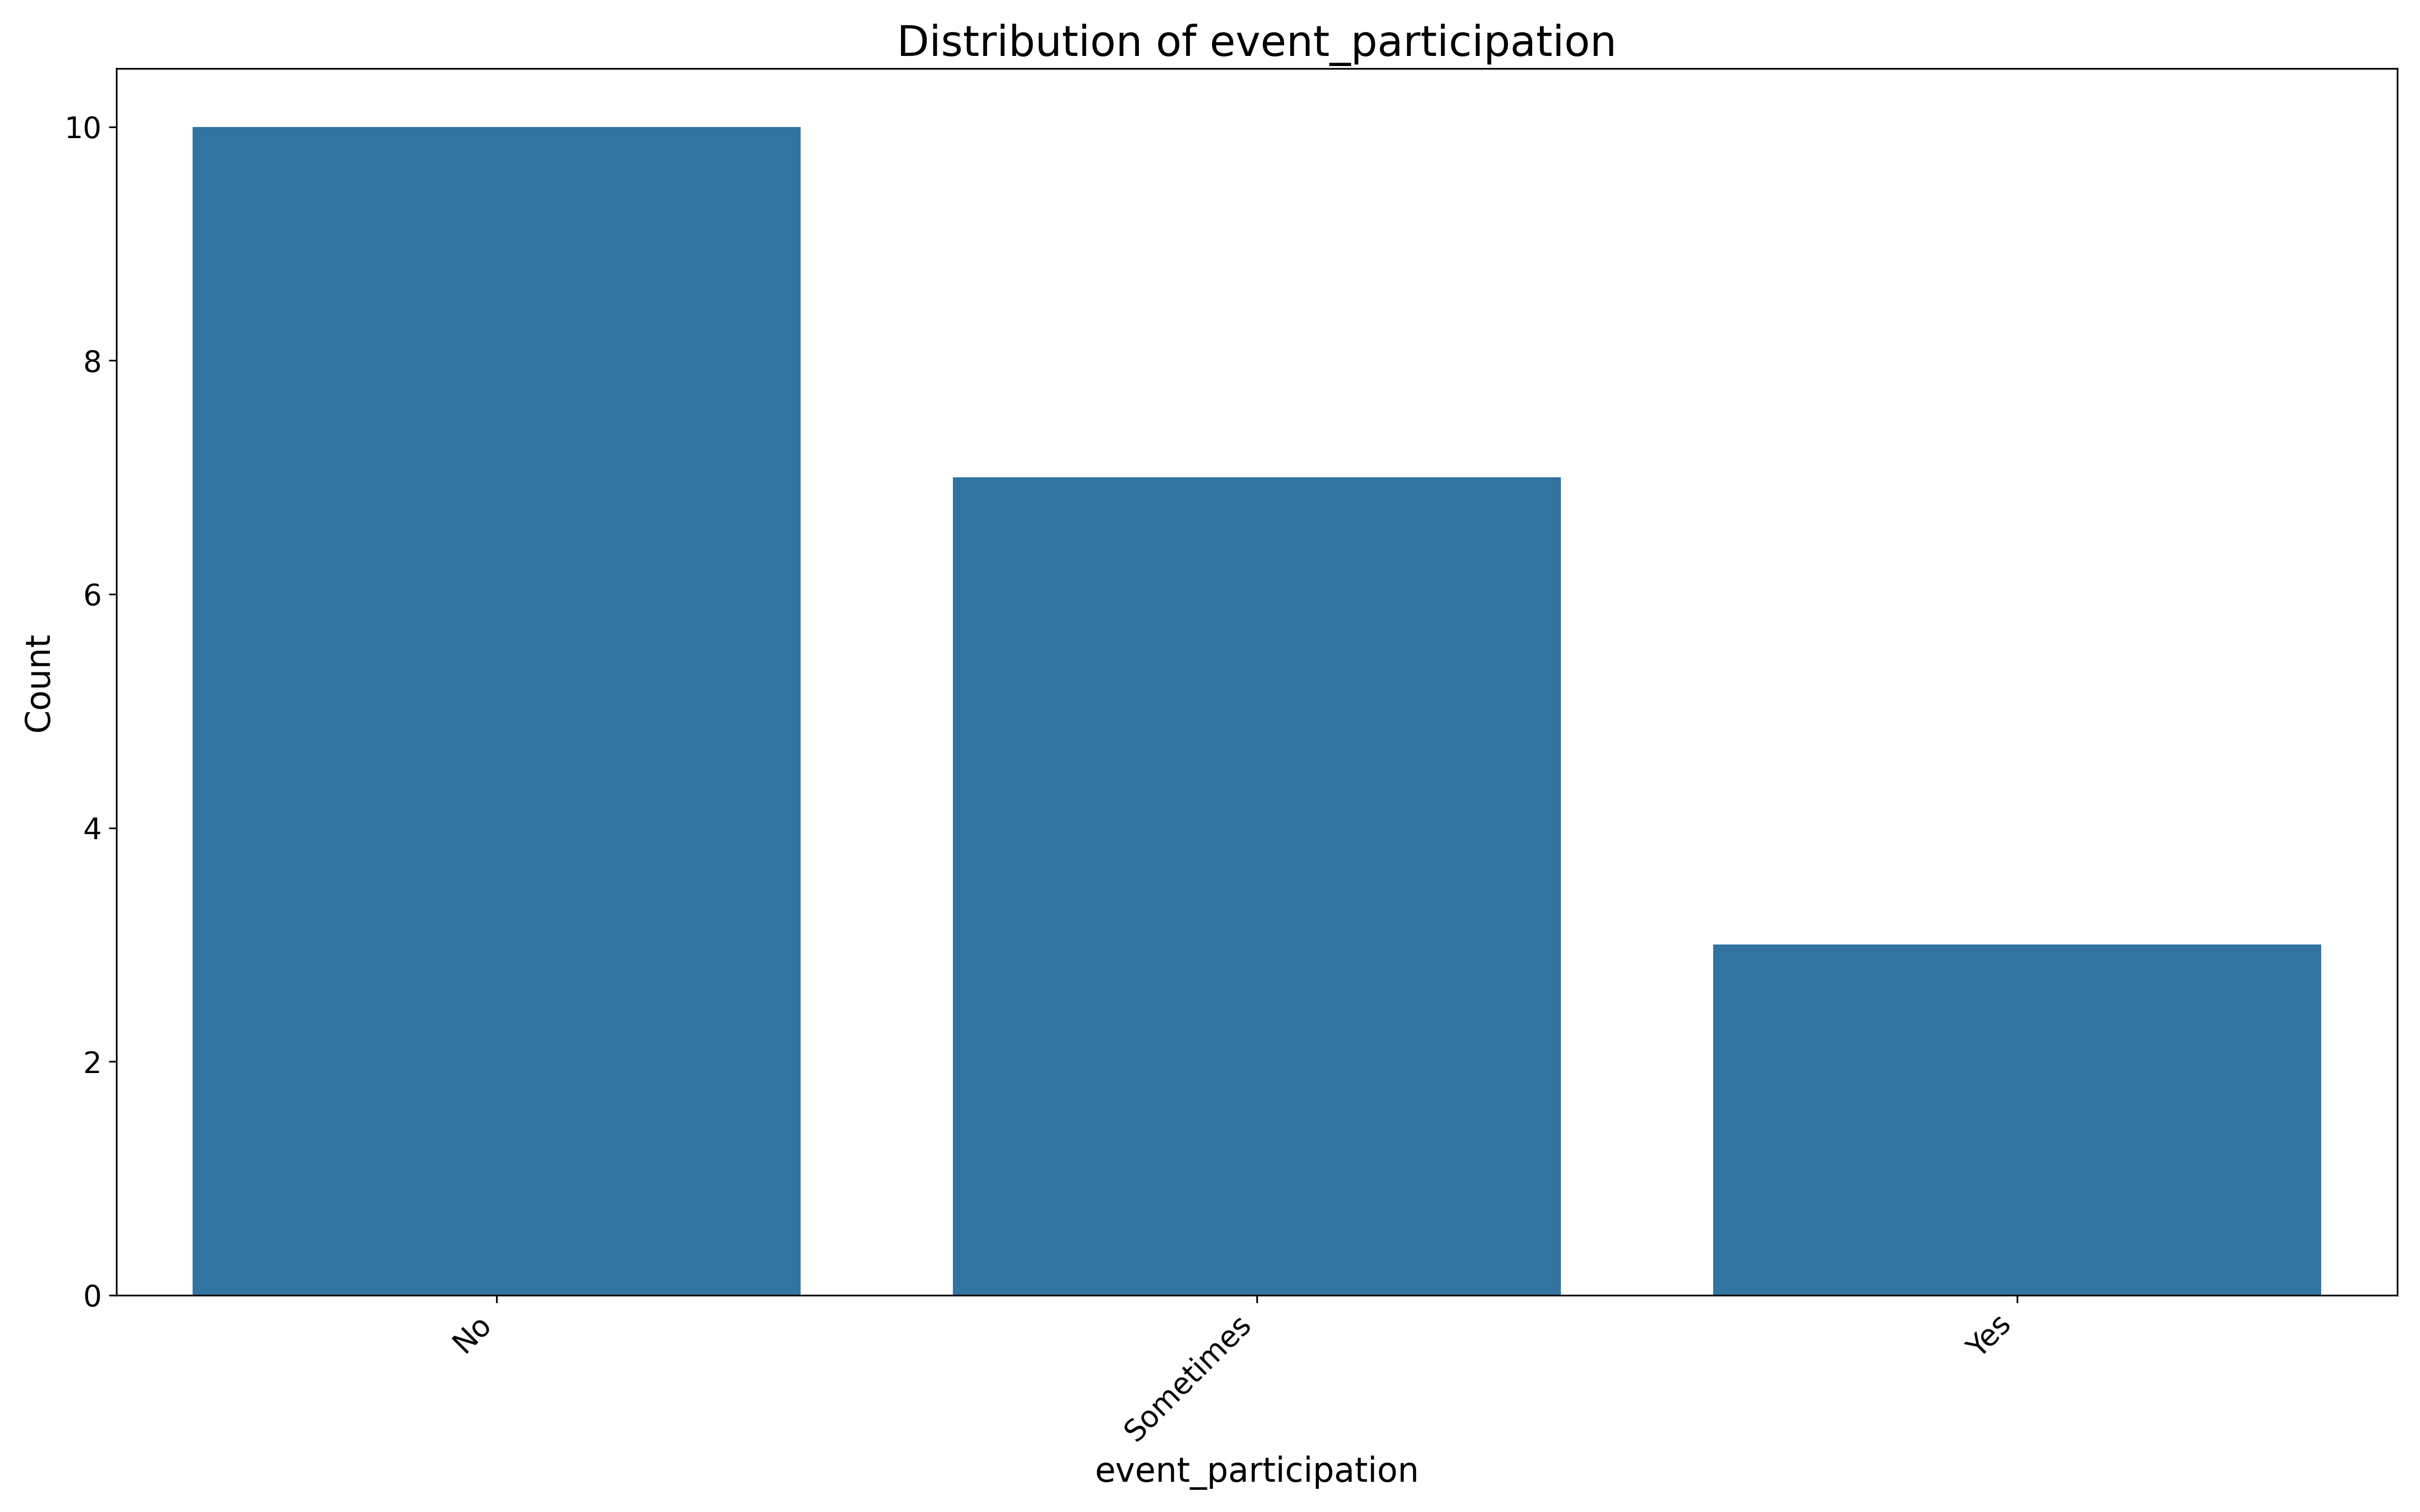 Distribution of event_participation
10
8
6
4
2
0
Count
No
Sometimes
Yes
event_participation